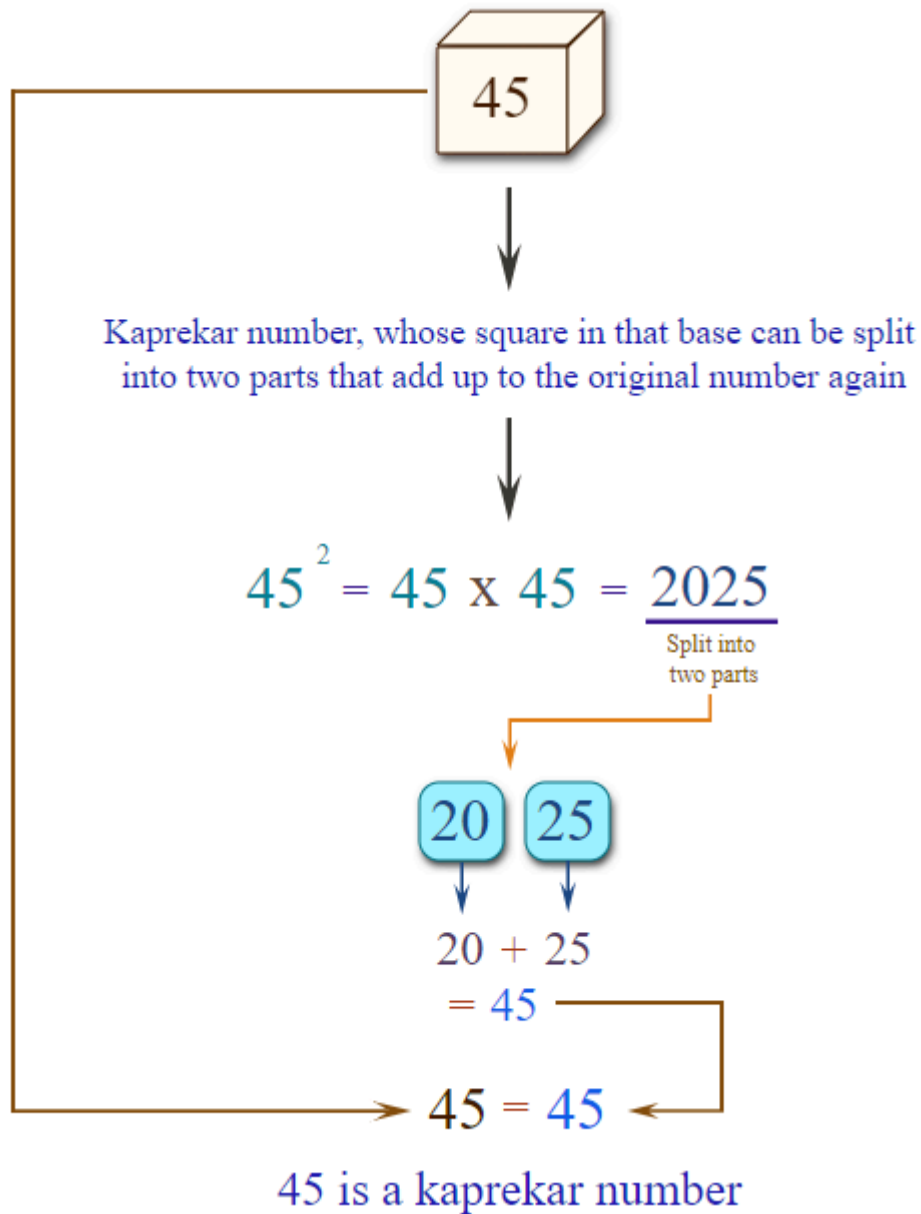 45
Kaprekar number, whose square in that base can be split
into two parts that add up to the original number again
45² = 45 x 45 = 2025
Split into
two parts
20 25
20 + 25
= 45
45 = 45
45 is a kaprekar number